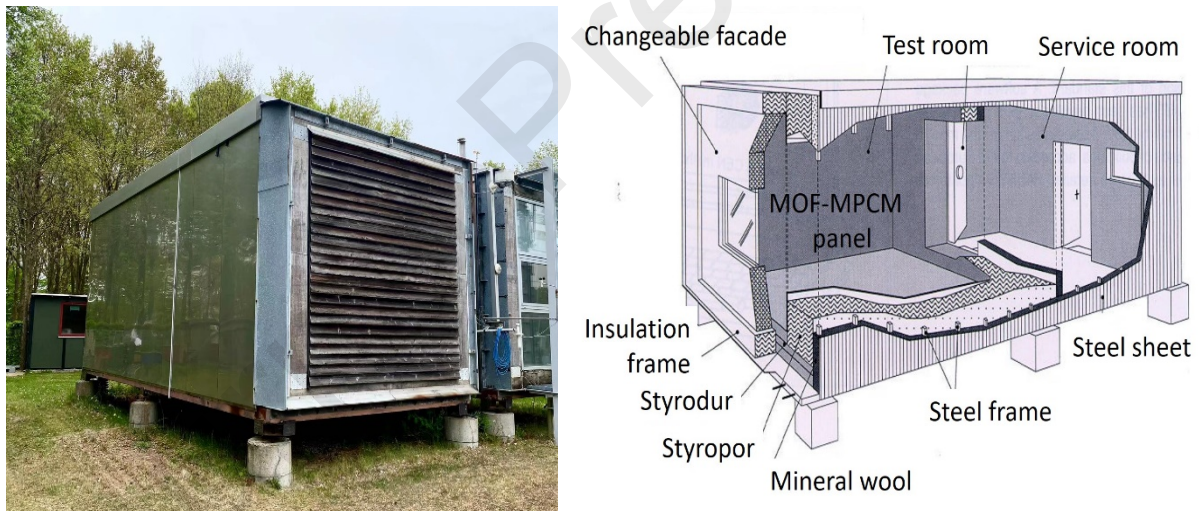 Changeable facade
Test room
Service room
MOF-MPCM
panel
Insulation
frame
Steel sheet
Styrodur
Steel frame
Styropor
Mineral wool
Pre